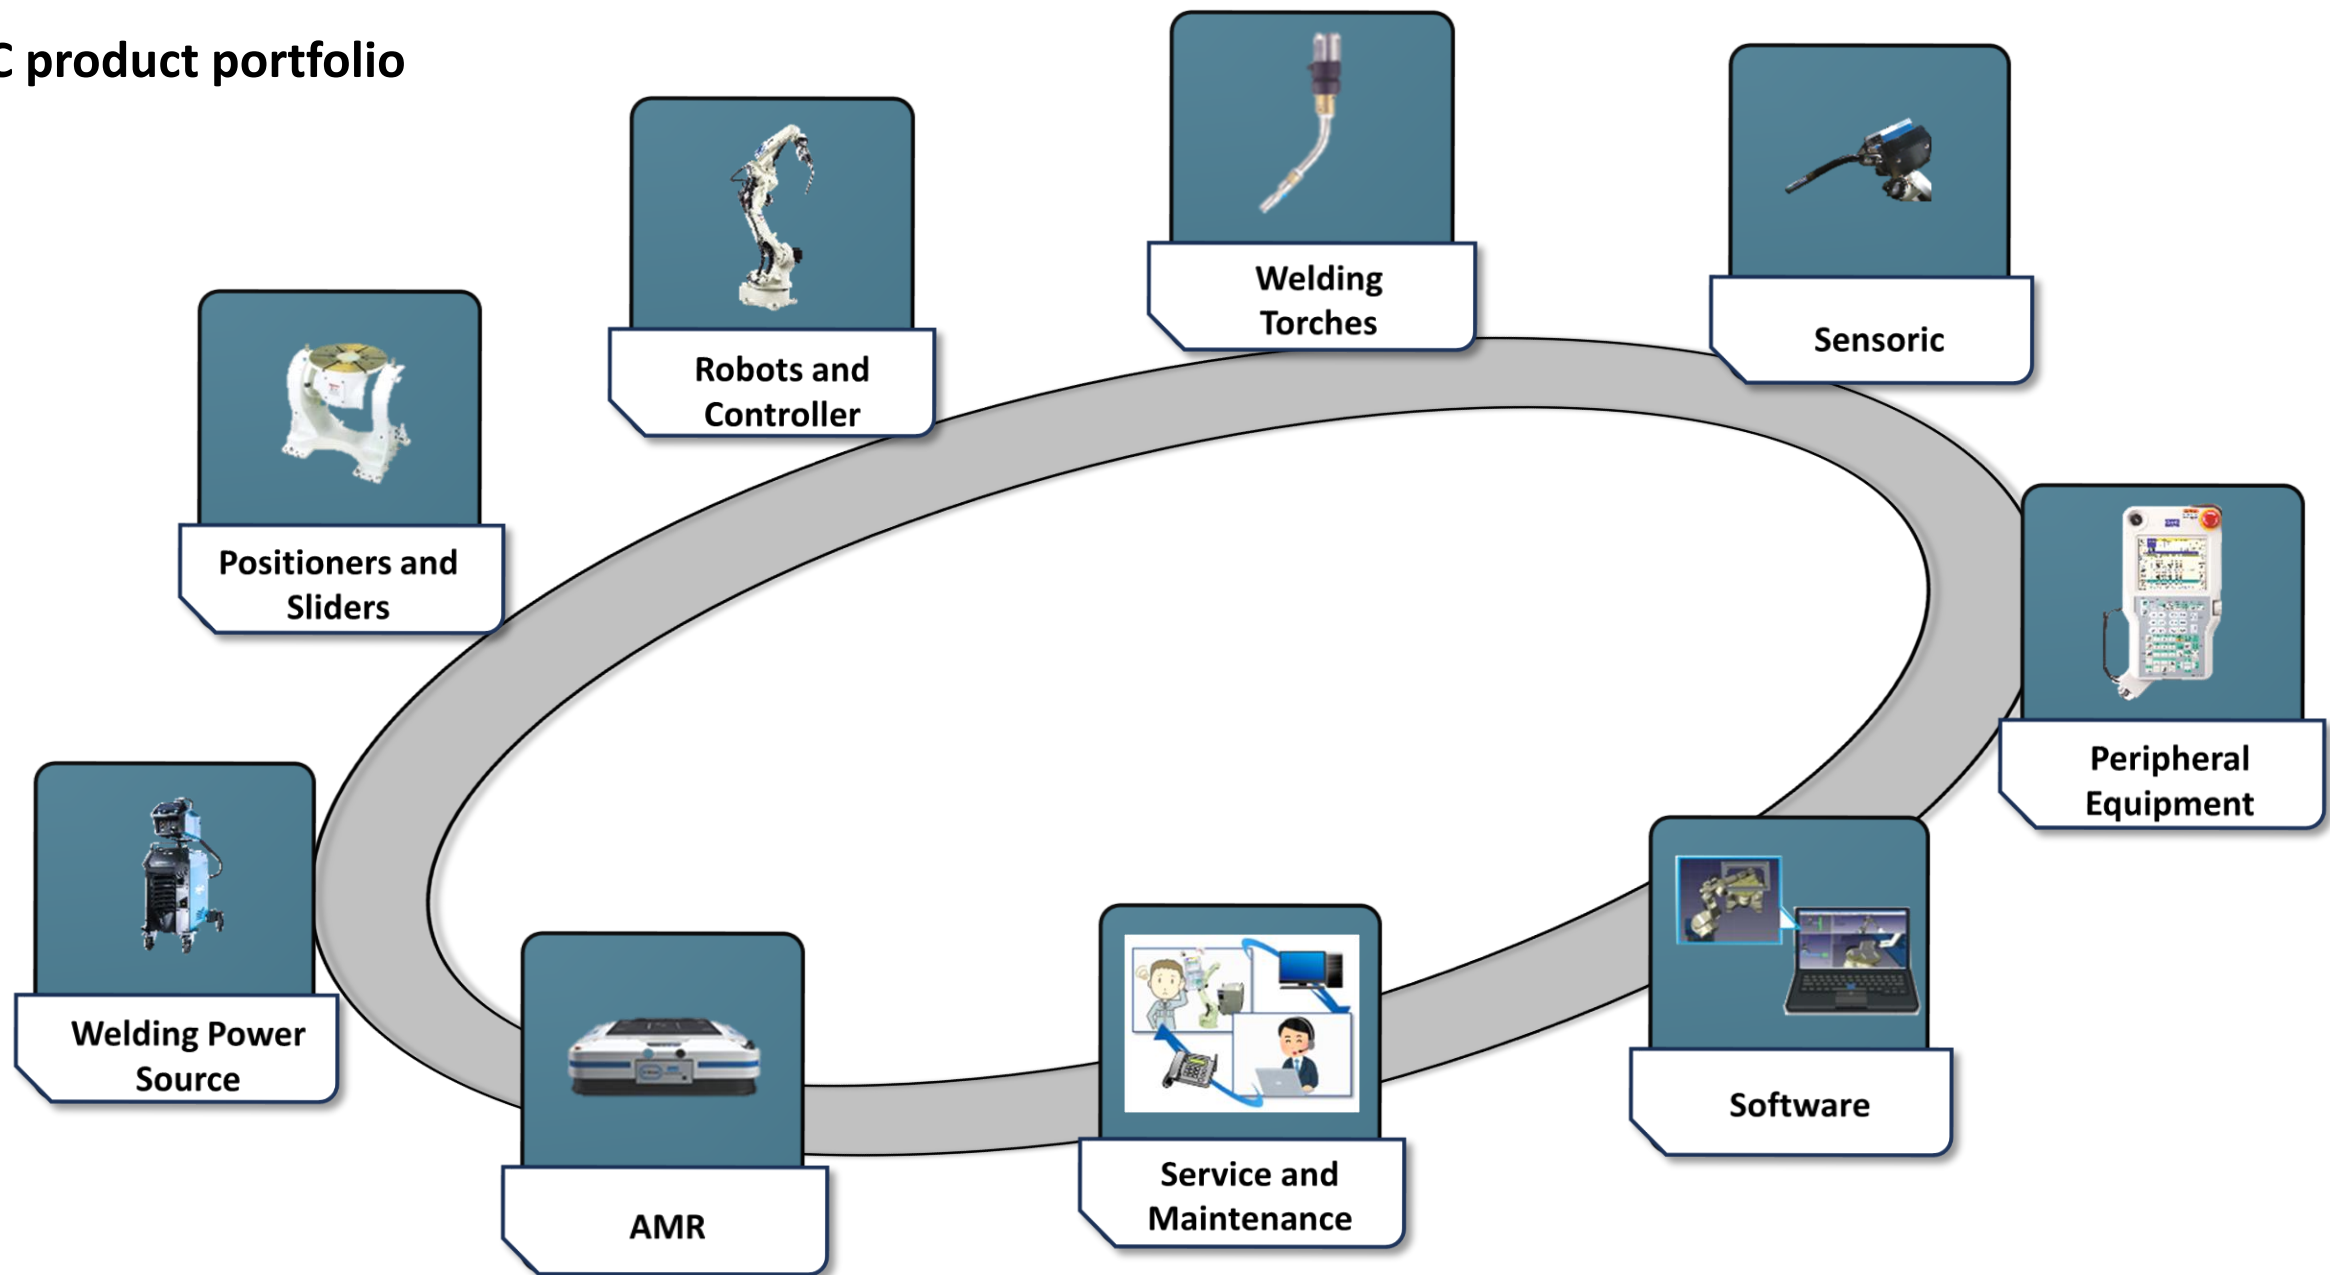 C product portfolio
Welding
Torches
Sensoric
Robots and
Controller
Positioners and
Sliders
Peripheral
Equipment
Welding Power
Source
Software
Service and
Maintenance
AMR